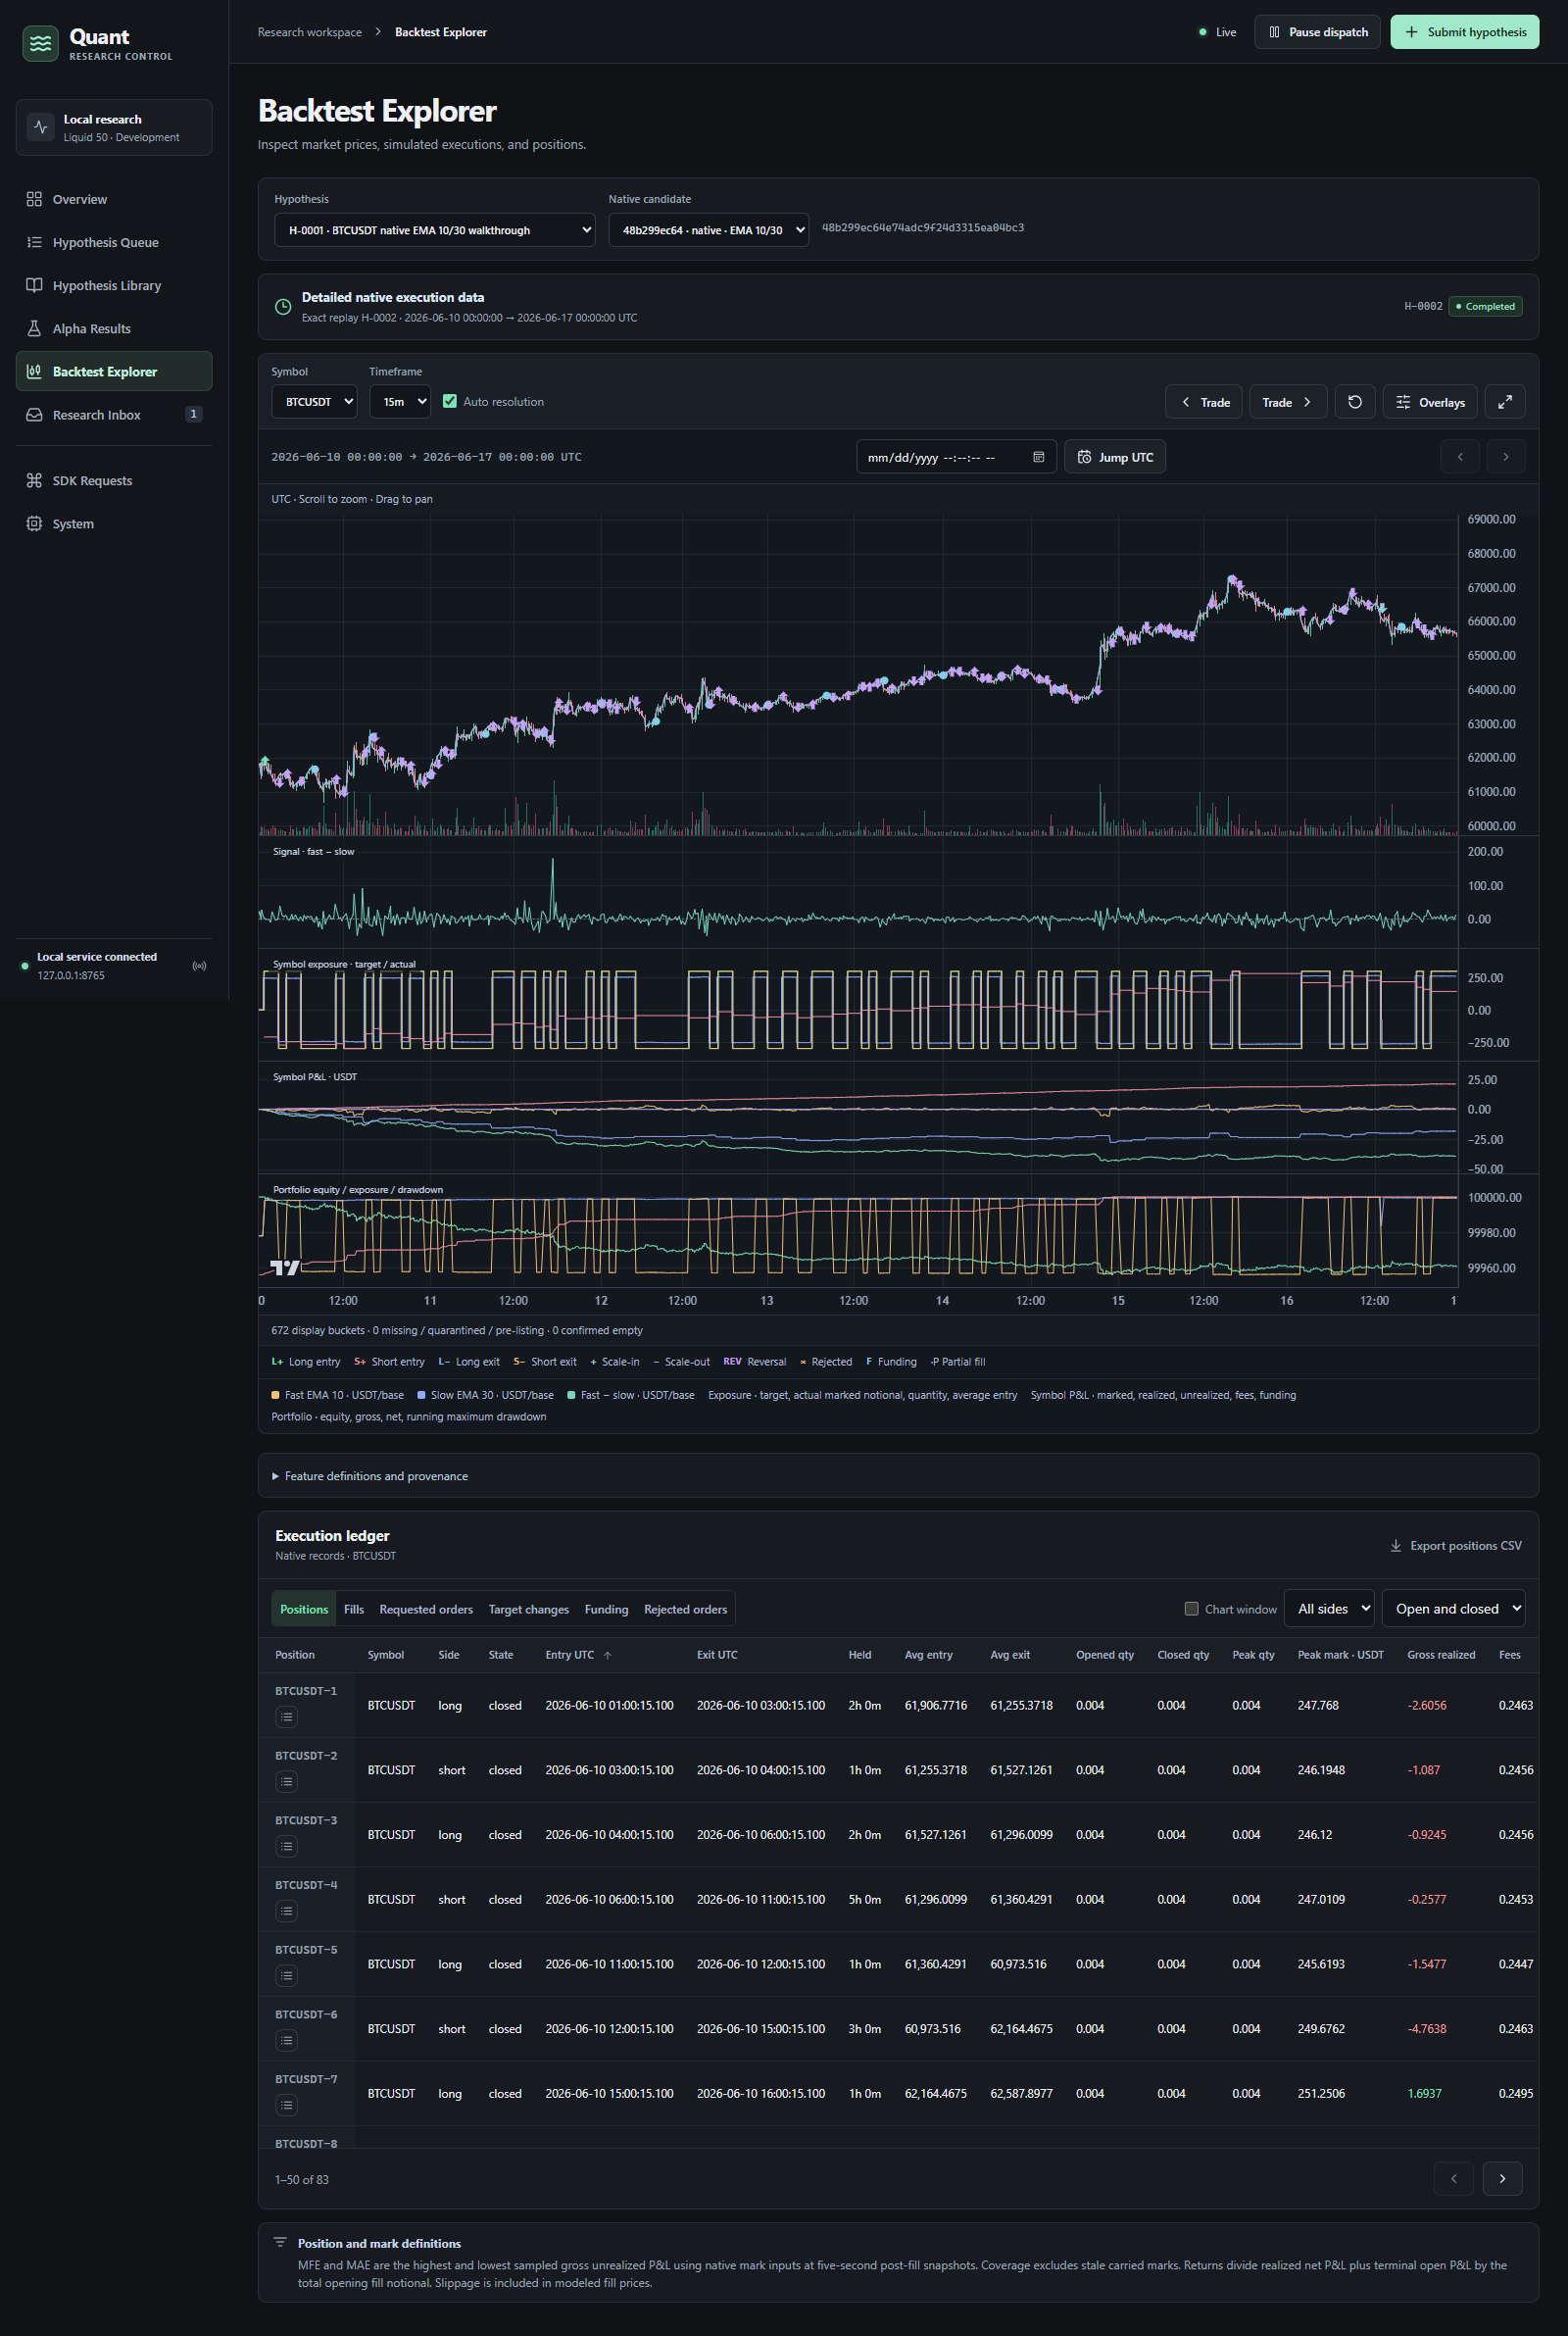 Quant
RESEARCH CONTROL
Local research
Liquid 50 · Development
Overview
Hypothesis Queue
Hypothesis Library
Alpha Results
Backtest Explorer
Research Inbox 1
SDK Requests
System
Local service connected
127.0.0.1:8765
Research workspace > Backtest Explorer
Live
Pause dispatch
+ Submit hypothesis
Backtest Explorer
Inspect market prices, simulated executions, and positions.
Hypothesis
H-0001 · BTCUSDT native EMA 10/30 walkthrough
Native candidate
48b299ec64 · native · EMA 10/30
48b299ec64e74adc9f24d3315ea04bc3
Detailed native execution data
Exact replay H-0002 · 2026-06-10 00:00:00 → 2026-06-17 00:00:00 UTC
H-0002 Completed
Symbol
BTCUSDT
Timeframe
15m
Auto resolution
< Trade
Trade >
Overlays
2026-06-10 00:00:00 → 2026-06-17 00:00:00 UTC
mm/dd/yyyy --:--:-- --
Jump UTC
UTC · Scroll to zoom · Drag to pan
69000.00
68000.00
67000.00
66000.00
65000.00
64000.00
63000.00
62000.00
61000.00
60000.00
Signal · fast − slow
200.00
100.00
0.00
Symbol exposure · target / actual
250.00
0.00
−250.00
Symbol P&L · USDT
25.00
0.00
−25.00
−50.00
Portfolio equity / exposure / drawdown
100000.00
99980.00
99960.00
0 12:00 11 12:00 12 12:00 13 12:00 14 12:00 15 12:00 16 12:00 1
672 display buckets · 0 missing / quarantined / pre-listing · 0 confirmed empty
L+ Long entry S+ Short entry L− Long exit S− Short exit + Scale-in − Scale-out REV Reversal × Rejected F Funding ·P Partial fill
Fast EMA 10 · USDT/base Slow EMA 30 · USDT/base Fast − slow · USDT/base Exposure · target, actual marked notional, quantity, average entry Symbol P&L · marked, realized, unrealized, fees, funding
Portfolio · equity, gross, net, running maximum drawdown
Feature definitions and provenance
Execution ledger
Native records · BTCUSDT
Export positions CSV
Positions Fills Requested orders Target changes Funding Rejected orders
Chart window
All sides
Open and closed
Position Symbol Side State Entry UTC ↑ Exit UTC Held Avg entry Avg exit Opened qty Closed qty Peak qty Peak mark · USDT Gross realized Fees
BTCUSDT-1 BTCUSDT long closed 2026-06-10 01:00:15.100 2026-06-10 03:00:15.100 2h 0m 61,906.7716 61,255.3718 0.004 0.004 0.004 247.768 -2.6056 0.2463
BTCUSDT-2 BTCUSDT short closed 2026-06-10 03:00:15.100 2026-06-10 04:00:15.100 1h 0m 61,255.3718 61,527.1261 0.004 0.004 0.004 246.1948 -1.087 0.2456
BTCUSDT-3 BTCUSDT long closed 2026-06-10 04:00:15.100 2026-06-10 06:00:15.100 2h 0m 61,527.1261 61,296.0099 0.004 0.004 0.004 246.12 -0.9245 0.2456
BTCUSDT-4 BTCUSDT short closed 2026-06-10 06:00:15.100 2026-06-10 11:00:15.100 5h 0m 61,296.0099 61,360.4291 0.004 0.004 0.004 247.0109 -0.2577 0.2453
BTCUSDT-5 BTCUSDT long closed 2026-06-10 11:00:15.100 2026-06-10 12:00:15.100 1h 0m 61,360.4291 60,973.516 0.004 0.004 0.004 245.6193 -1.5477 0.2447
BTCUSDT-6 BTCUSDT short closed 2026-06-10 12:00:15.100 2026-06-10 15:00:15.100 3h 0m 60,973.516 62,164.4675 0.004 0.004 0.004 249.6762 -4.7638 0.2463
BTCUSDT-7 BTCUSDT long closed 2026-06-10 15:00:15.100 2026-06-10 16:00:15.100 1h 0m 62,164.4675 62,587.8977 0.004 0.004 0.004 251.2506 1.6937 0.2495
BTCUSDT-8
1–50 of 83
Position and mark definitions
MFE and MAE are the highest and lowest sampled gross unrealized P&L using native mark inputs at five-second post-fill snapshots. Coverage excludes stale carried marks. Returns divide realized net P&L plus terminal open P&L by the
total opening fill notional. Slippage is included in modeled fill prices.